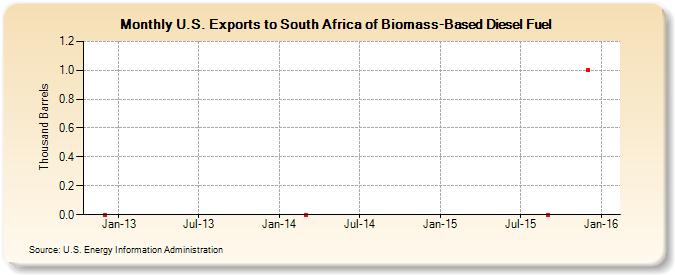 Monthly U.S. Exports to South Africa of Biomass-Based Diesel Fuel
Thousand Barrels
1.2
1.0
0.8
0.6
0.4
0.2
0.0
Jan-13 Jul-13 Jan-14 Jul-14 Jan-15 Jul-15 Jan-16
Source: U.S. Energy Information Administration